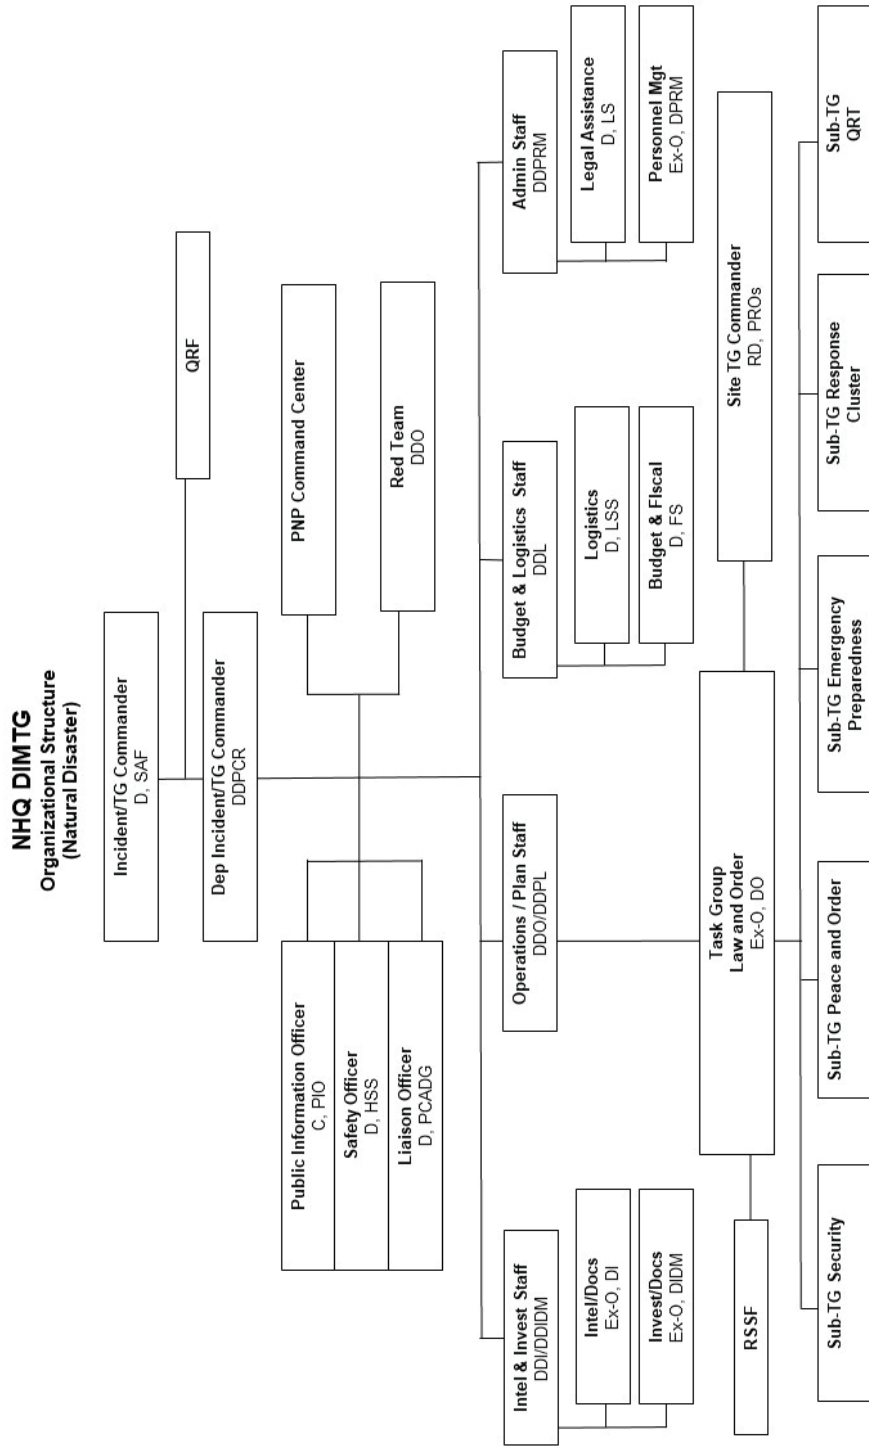 NHQ DIMTG
Organizational Structure
(Natural Disaster)
Incident/TG Commander
D, SAF
QRF
Dep Incident/TG Commander
DDPCR
Public Information Officer
C, PIO
Safety Officer
D, HSS
Liaison Officer
D, PCADG
PNP Command Center
Red Team
DDO
Intel & Invest Staff
DDI/DDIDM
Intel/Docs
Ex-O, DI
Invest/Docs
Ex-O, DIDM
Operations / Plan Staff
DDO/DDPL
Budget & Logistics Staff
DDL
Logistics
D, LSS
Budget & FIscal
D, FS
Admin Staff
DDPRM
Legal Assistance
D, LS
Personnel Mgt
Ex-O, DPRM
RSSF
Task Group
Law and Order
Ex-O, DO
Site TG Commander
RD, PROs
Sub-TG Security
Sub-TG Peace and Order
Sub-TG Emergency
Preparedness
Sub-TG Response
Cluster
Sub-TG
QRT